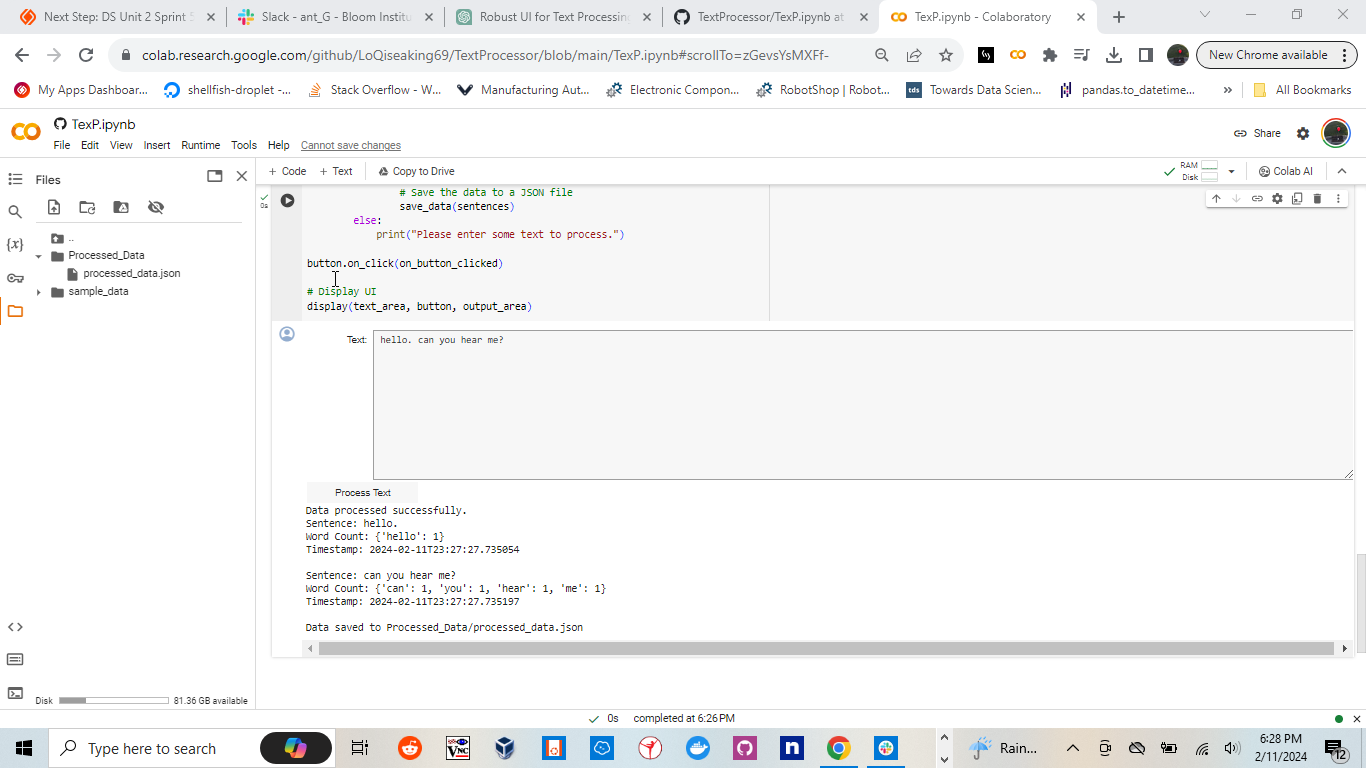 Next Step: DS Unit 2 Sprint 5
Slack - ant_G - Bloom Institu
Robust UI for Text Processing
TextProcessor/TexP.ipynb at
TexP.ipynb - Colaboratory
colab.research.google.com/github/LoQiseaking69/TextProcessor/blob/main/TexP.ipynb#scrollTo=zGevsYsMXFf-
New Chrome available
My Apps Dashboar...
shellfish-droplet -...
Stack Overflow - W...
Manufacturing Aut...
Electronic Compon...
RobotShop | Robot...
tds
Towards Data Scien...
pandas.to_datetime...
»
All Bookmarks
TexP.ipynb
File Edit View Insert Runtime Tools Help Cannot save changes
Share
Files
+ Code + Text Copy to Drive
RAM
Disk
Colab AI
{x}
..
Processed_Data
processed_data.json
sample_data
0s
# Save the data to a JSON file
save_data(sentences)
else:
print("Please enter some text to process.")
button.on_click(on_button_clicked)
# Display UI
display(text_area, button, output_area)
Text: hello. can you hear me?
Process Text
Data processed successfully.
Sentence: hello.
Word Count: {'hello': 1}
Timestamp: 2024-02-11T23:27:27.735054
Sentence: can you hear me?
Word Count: {'can': 1, 'you': 1, 'hear': 1, 'me': 1}
Timestamp: 2024-02-11T23:27:27.735197
Data saved to Processed_Data/processed_data.json
Disk 81.36 GB available
0s completed at 6:26 PM
Type here to search
VNC
n
Rain...
6:28 PM
2/11/2024
12